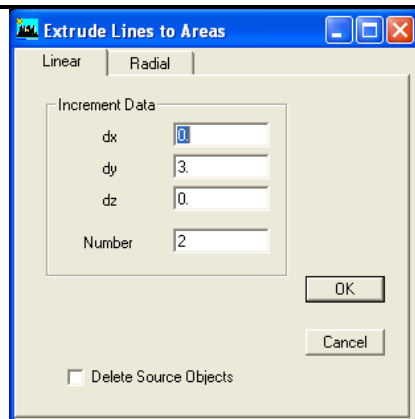 Extrude Lines to Areas
Linear Radial
Increment Data
dx 0.
dy 3.
dz 0.
Number 2
OK
Cancel
Delete Source Objects